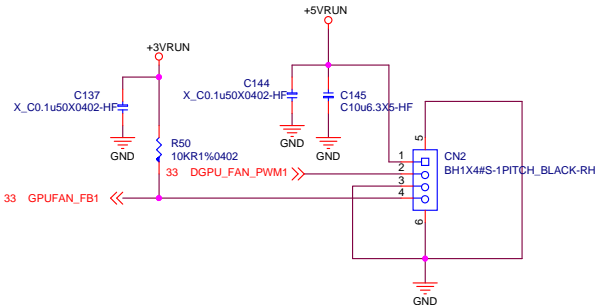 +5VRUN
+3VRUN
C137
X_C0.1u50X0402-HF
C144
X_C0.1u50X0402-HF
C145
C10u6.3X5-HF
GND
R50
10KR1%0402
GND
GND
5
CN2
BH1X4#S-1PITCH_BLACK-RH
1
2
3
4
33 DGPU_FAN_PWM1
33 GPUFAN_FB1
6
GND